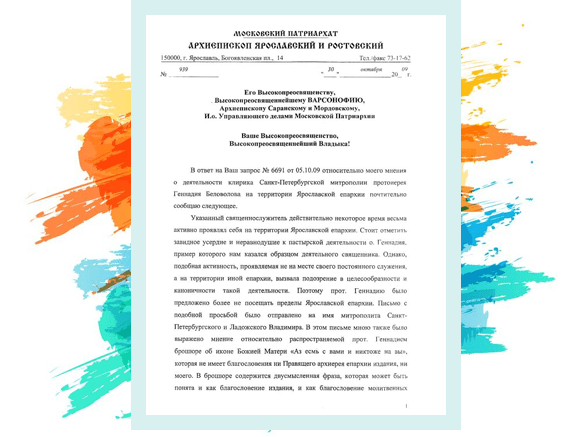 МОСКОВСКИЙ ПАТРИАРХАТ
АРХИЕПИСКОП ЯРОСЛАВСКИЙ И РОСТОВСКИЙ
150000, г. Ярославль, Богоявленская пл., 14 Тел./факс 73-17-62
№ 939 " 30 " октября 20 09 г.
Его Высокопреосвященству,
Высокопреосвященнейшему ВАРСОНОФИЮ,
Архиепископу Саранскому и Мордовскому,
И.о. Управляющего делами Московской Патриархии
Ваше Высокопреосвященство,
Высокопреосвященнейший Владыка!
В ответ на Ваш запрос № 6691 от 05.10.09 относительно моего мнения
о деятельности клирика Санкт-Петербургской митрополии протоиерея
Геннадия Беловолова на территории Ярославской епархии почтительно
сообщаю следующее.
Указанный священнослужитель действительно некоторое время весьма
активно проявлял себя на территории Ярославской епархии. Стоит отметить
завидное усердие и неравнодушие к пастырской деятельности о. Геннадия,
пример которого нам казался образцом деятельного священника. Однако,
подобная активность, проявляемая не на месте своего постоянного служения,
а на территории иной епархии, вызвала подозрение в целесообразности и
каноничности такой деятельности. Поэтому прот. Геннадию было
предложено более не посещать пределы Ярославской епархии. Письмо с
подобной просьбой было отправлено на имя митрополита Санкт-
Петербургского и Ладожского Владимира. В этом письме мною также было
выражено мнение относительно распространяемой прот. Геннадием
брошюре об иконе Божией Матери «Аз есмь с вами и никтоже на вы»,
которая не имеет благословения ни Правящего архиерея епархии издания, ни
моего. В брошюре содержится двусмысленная фраза, которая может быть
понята и как благословение издания, и как благословение молитвенных
1